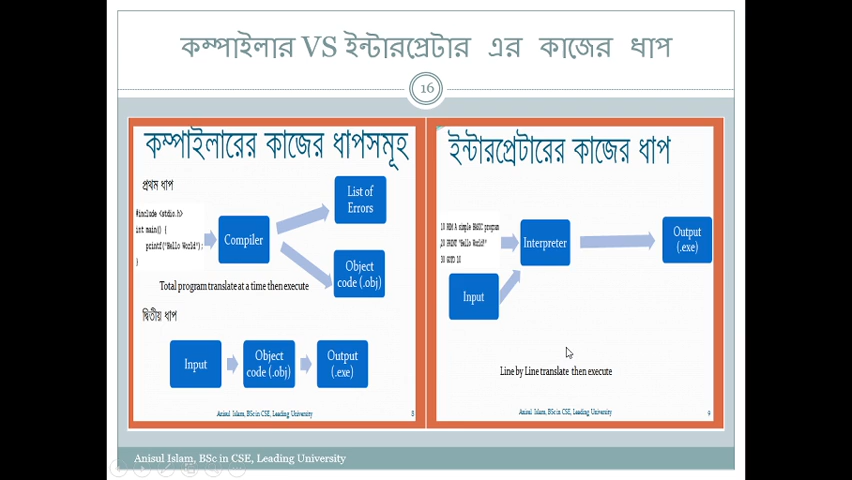 কম্পাইলার VS ইন্টারপ্রেটার এর কাজের ধাপ
16
কম্পাইলারের কাজের ধাপসমূহ
প্রথম ধাপ
#include <stdio.h>
int main() {
printf("Hello World");
}
Compiler
List of
Errors
Object
code (.obj)
Total program translate at a time then execute
দ্বিতীয় ধাপ
Input
Object
code (.obj)
Output
(.exe)
Anisul Islam, BSc in CSE, Leading University
8
ইন্টারপ্রেটারের কাজের ধাপ
10 REM A simple BASIC program
20 PRINT "Hello World!"
30 GOTO 10
Interpreter
Output
(.exe)
Input
Line by Line translate then execute
Anisul Islam, BSc in CSE, Leading University
9
Anisul Islam, BSc in CSE, Leading University